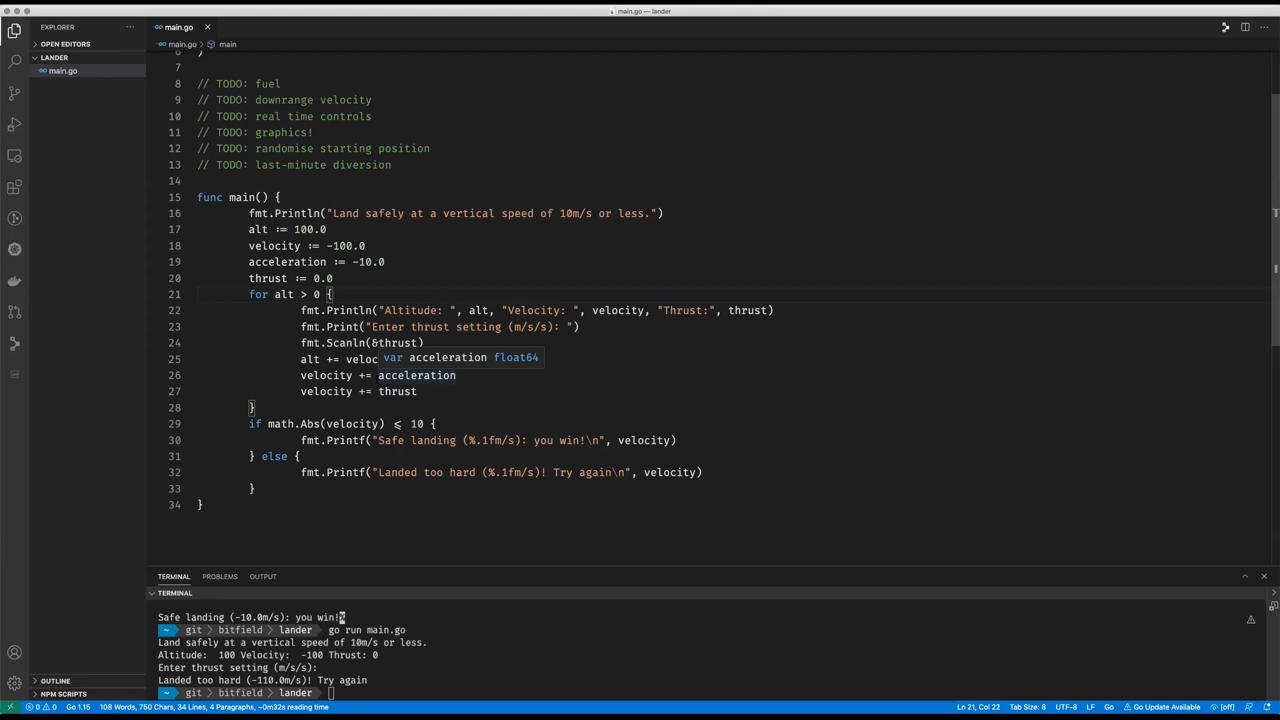 main.go — lander
EXPLORER
OPEN EDITORS
LANDER
main.go
OUTLINE
NPM SCRIPTS
main.go
main.go > main
6 )
7
8 // TODO: fuel
9 // TODO: downrange velocity
10 // TODO: real time controls
11 // TODO: graphics!
12 // TODO: randomise starting position
13 // TODO: last-minute diversion
14
15 func main() {
16 fmt.Println("Land safely at a vertical speed of 10m/s or less.")
17 alt := 100.0
18 velocity := -100.0
19 acceleration := -10.0
20 thrust := 0.0
21 for alt > 0 {
22 fmt.Println("Altitude: ", alt, "Velocity: ", velocity, "Thrust:", thrust)
23 fmt.Print("Enter thrust setting (m/s/s): ")
24 fmt.Scanln(&thrust)
25 alt += veloc
var acceleration float64
26 velocity += acceleration
27 velocity += thrust
28 }
29 if math.Abs(velocity) <= 10 {
30 fmt.Printf("Safe landing (%.1fm/s): you win!\n", velocity)
31 } else {
32 fmt.Printf("Landed too hard (%.1fm/s)! Try again\n", velocity)
33 }
34 }
TERMINAL PROBLEMS OUTPUT
TERMINAL
Safe landing (-10.0m/s): you win!%
~ git > bitfield > lander go run main.go
Land safely at a vertical speed of 10m/s or less.
Altitude:  100 Velocity:  -100 Thrust: 0
Enter thrust setting (m/s/s):
Landed too hard (-110.0m/s)! Try again
~ git > bitfield > lander
0 0 Go 1.15 108 Words, 750 Chars, 34 Lines, 4 Paragraphs, ~0m32s reading time Ln 21, Col 22 Tab Size: 8 UTF-8 LF Go Go Update Available [off]